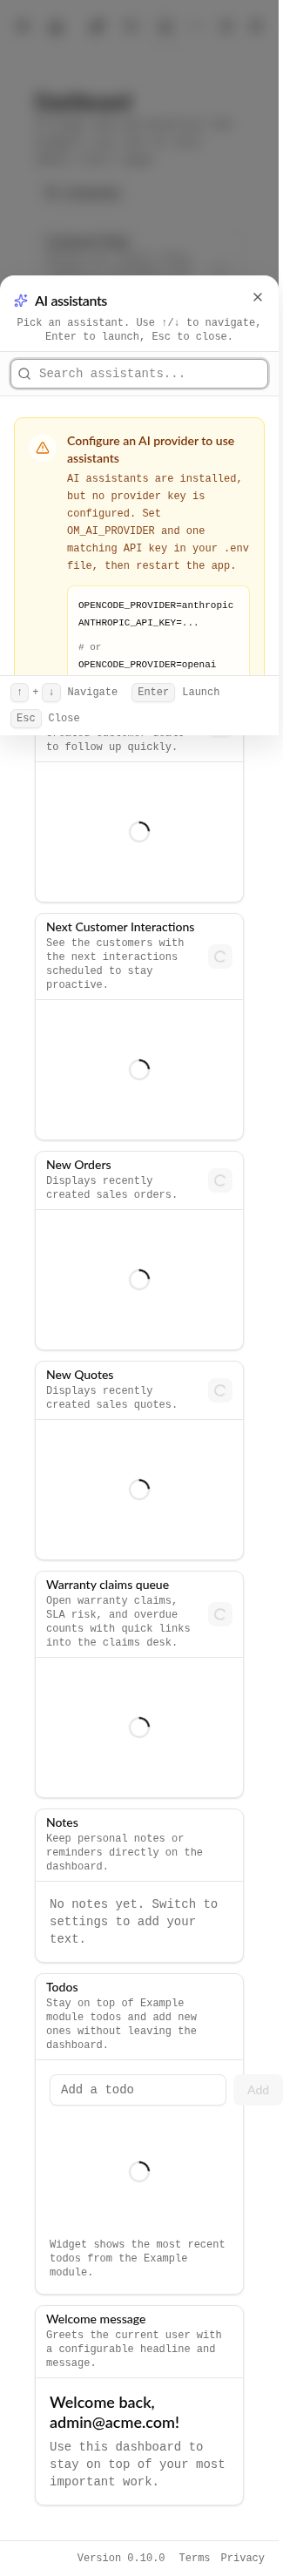 AI assistants
Pick an assistant. Use ↑/↓ to navigate,
Enter to launch, Esc to close.
Search assistants...
Configure an AI provider to use
assistants
AI assistants are installed,
but no provider key is
configured. Set
OM_AI_PROVIDER and one
matching API key in your .env
file, then restart the app.
OPENCODE_PROVIDER=anthropic
ANTHROPIC_API_KEY=...
# or
OPENCODE_PROVIDER=openai
↑ + ↓ Navigate Enter Launch
Esc Close
to follow up quickly.
Next Customer Interactions
See the customers with
the next interactions
scheduled to stay
proactive.
New Orders
Displays recently
created sales orders.
New Quotes
Displays recently
created sales quotes.
Warranty claims queue
Open warranty claims,
SLA risk, and overdue
counts with quick links
into the claims desk.
Notes
Keep personal notes or
reminders directly on the
dashboard.
No notes yet. Switch to
settings to add your
text.
Todos
Stay on top of Example
module todos and add new
ones without leaving the
dashboard.
Add a todo Add
Widget shows the most recent
todos from the Example
module.
Welcome message
Greets the current user with
a configurable headline and
message.
Welcome back,
admin@acme.com!
Use this dashboard to
stay on top of your most
important work.
Version 0.10.0 Terms Privacy